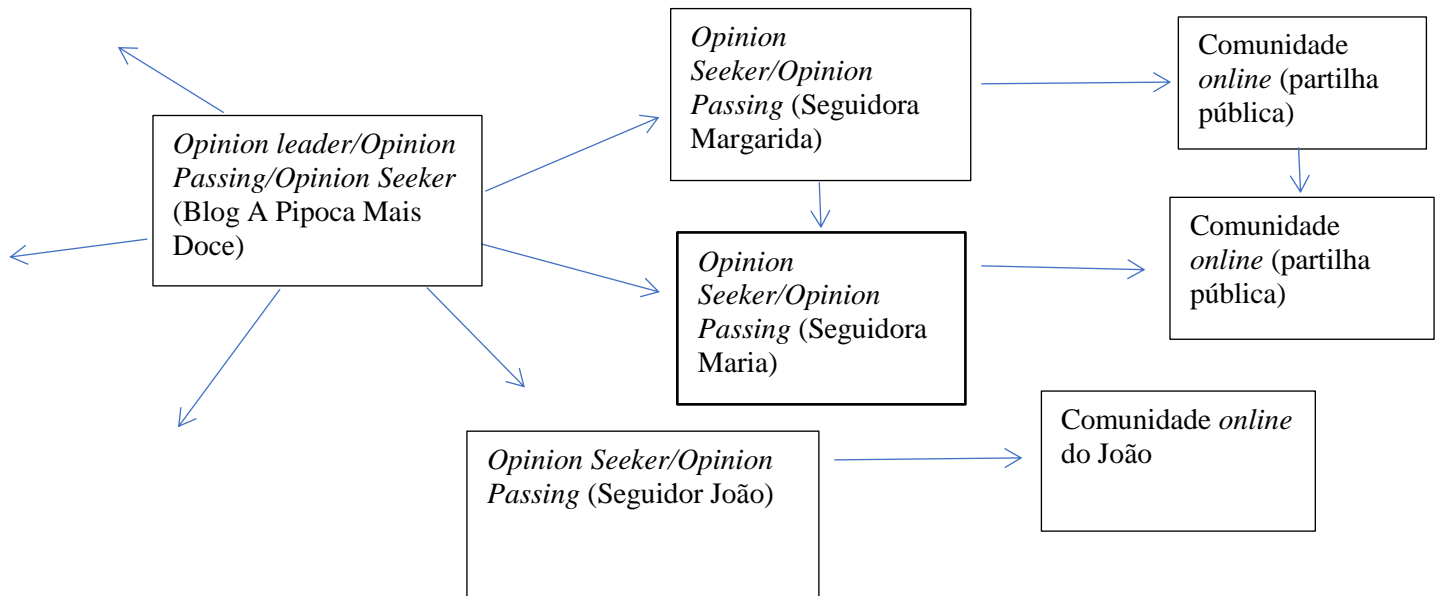 Opinion leader/Opinion
Passing/Opinion Seeker
(Blog A Pipoca Mais
Doce)
Opinion
Seeker/Opinion
Passing (Seguidora
Margarida)
Comunidade
online (partilha
pública)
Opinion
Seeker/Opinion
Passing (Seguidora
Maria)
Comunidade
online (partilha
pública)
Opinion Seeker/Opinion
Passing (Seguidor João)
Comunidade online
do João